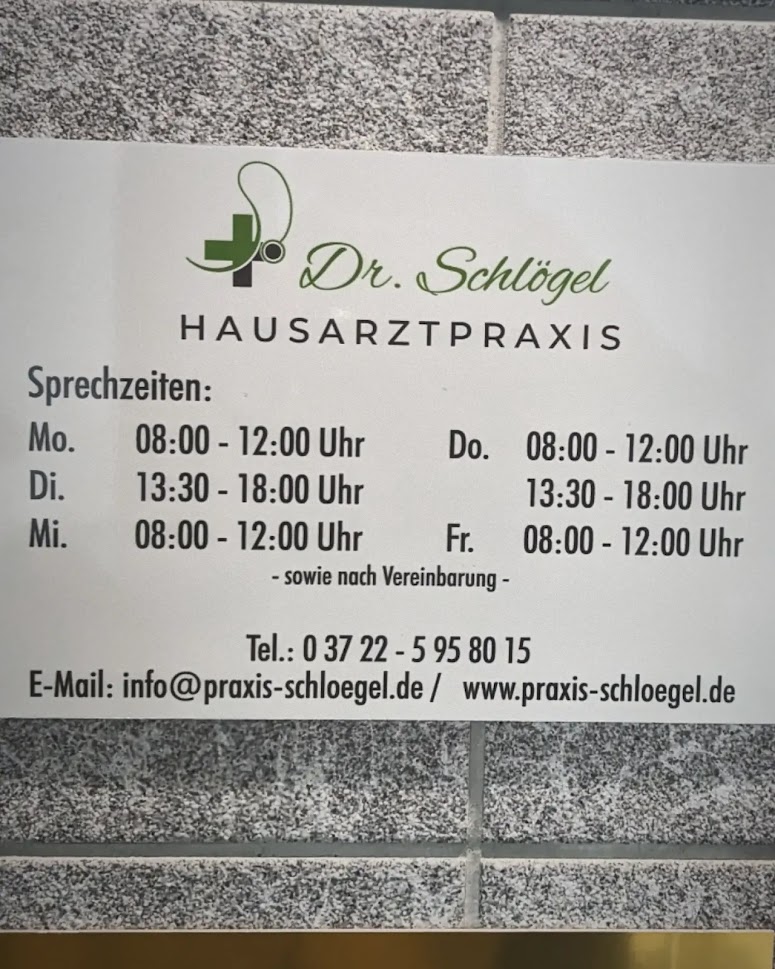 Dr. Schlögel
HAUSARZTPRAXIS
Sprechzeiten:
Mo. 08:00 - 12:00 Uhr Do. 08:00 - 12:00 Uhr
Di. 13:30 - 18:00 Uhr 13:30 - 18:00 Uhr
Mi. 08:00 - 12:00 Uhr Fr. 08:00 - 12:00 Uhr
- sowie nach Vereinbarung -
Tel.: 0 37 22 - 5 95 80 15
E-Mail: info@praxis-schloegel.de / www.praxis-schloegel.de